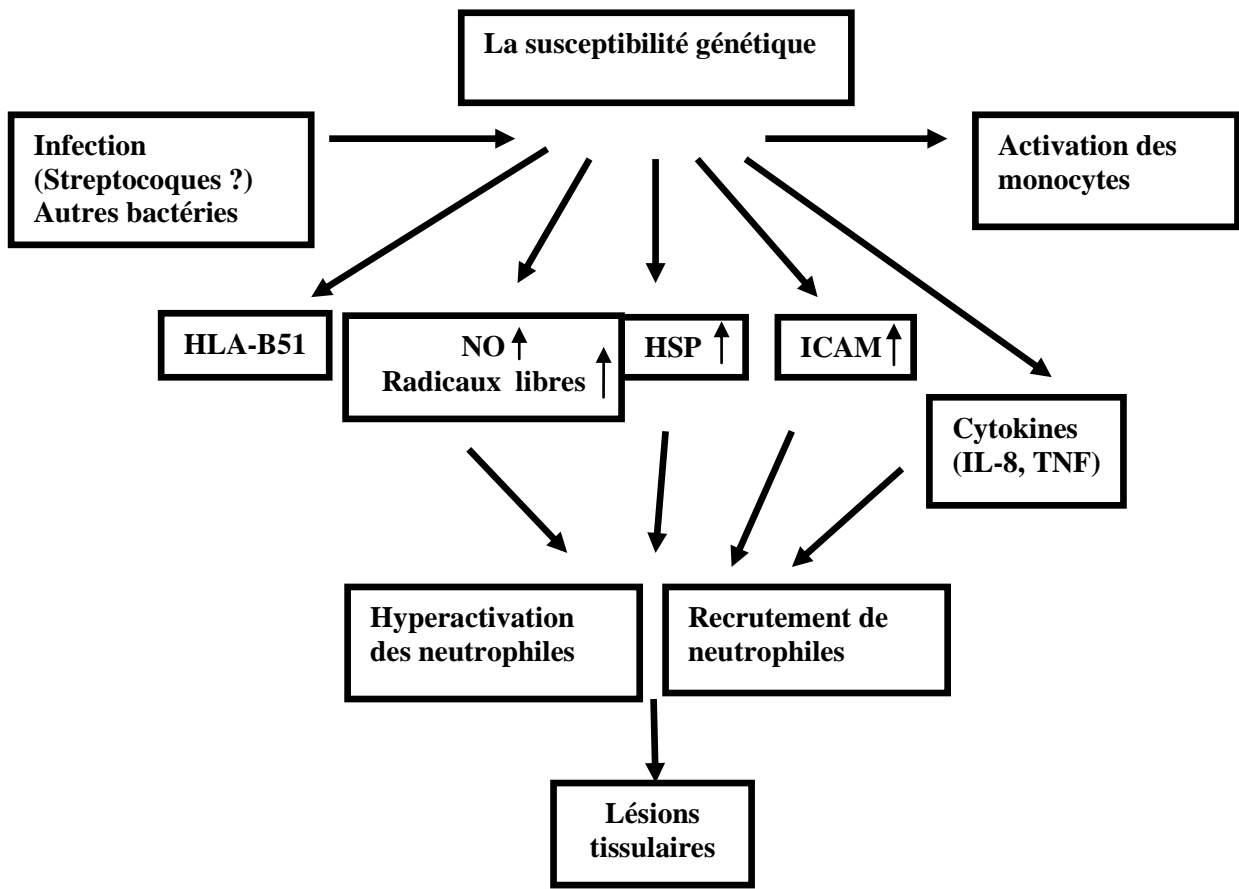 La susceptibilité génétique
Infection
(Streptocoques ?)
Autres bactéries
Activation des
monocytes
HLA-B51
NO
Radicaux libres
HSP
ICAM
Cytokines
(IL-8, TNF)
Hyperactivation
des neutrophiles
Recrutement de
neutrophiles
Lésions
tissulaires